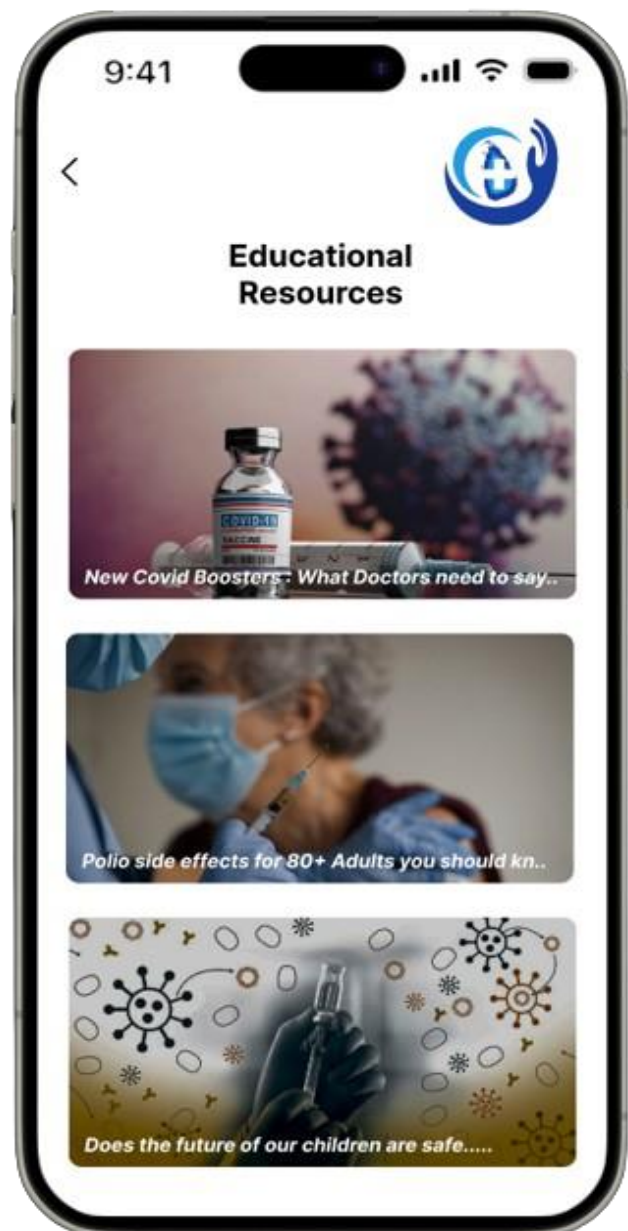 9:41
Educational
Resources
COVID-19
VACCINE
New Covid Boosters : What Doctors need to say..
Polio side effects for 80+ Adults you should kn..
Does the future of our children are safe.....